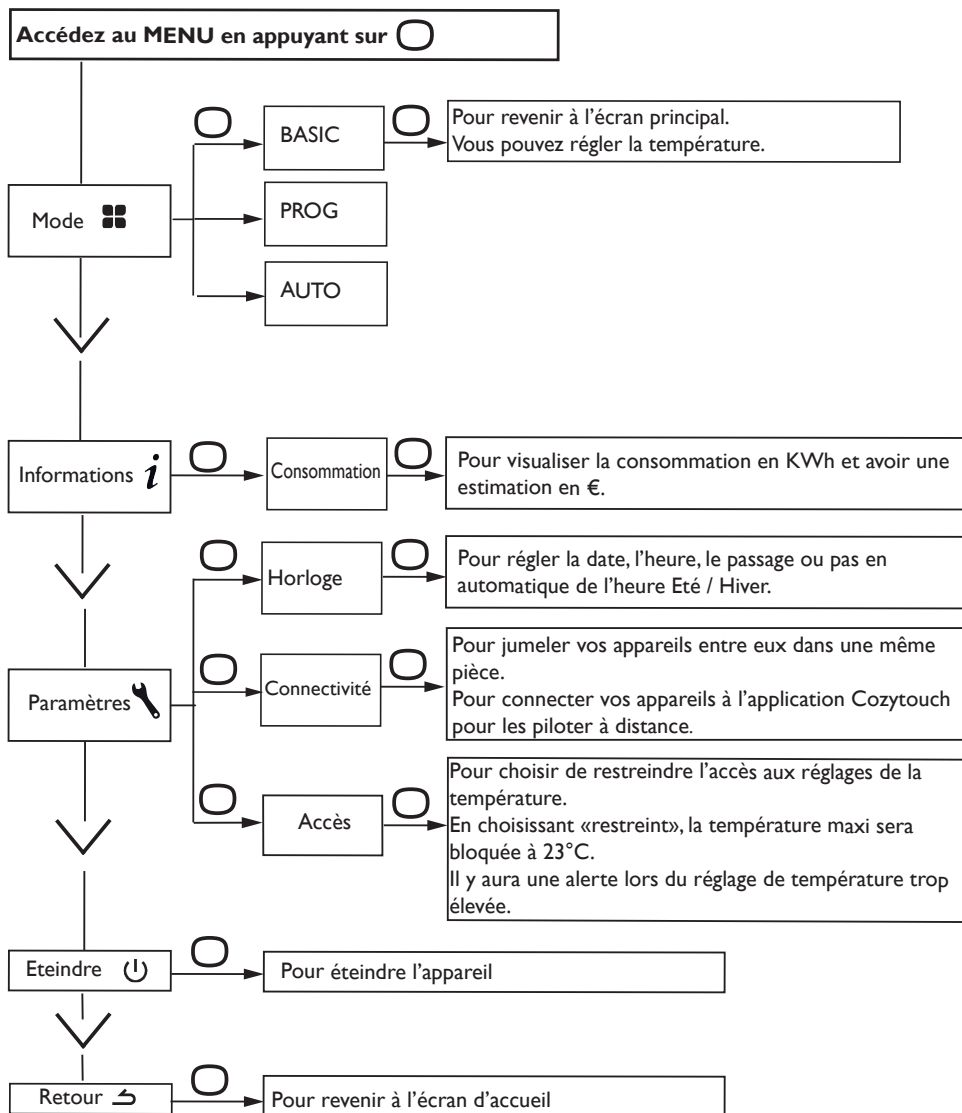 Accédez au MENU en appuyant sur
Mode
BASIC
Pour revenir à l’écran principal.
Vous pouvez régler la température.
PROG
AUTO
Informations i
Consommation
Pour visualiser la consommation en KWh et avoir une
estimation en €.
Paramètres
Horloge
Pour régler la date, l’heure, le passage ou pas en
automatique de l’heure Eté / Hiver.
Connectivité
Pour jumeler vos appareils entre eux dans une même
pièce.
Pour connecter vos appareils à l’application Cozytouch
pour les piloter à distance.
Accès
Pour choisir de restreindre l’accès aux réglages de la
température.
En choisissant «restreint», la température maxi sera
bloquée à 23°C.
Il y aura une alerte lors du réglage de température trop
élevée.
Eteindre
Pour éteindre l’appareil
Retour
Pour revenir à l’écran d’accueil